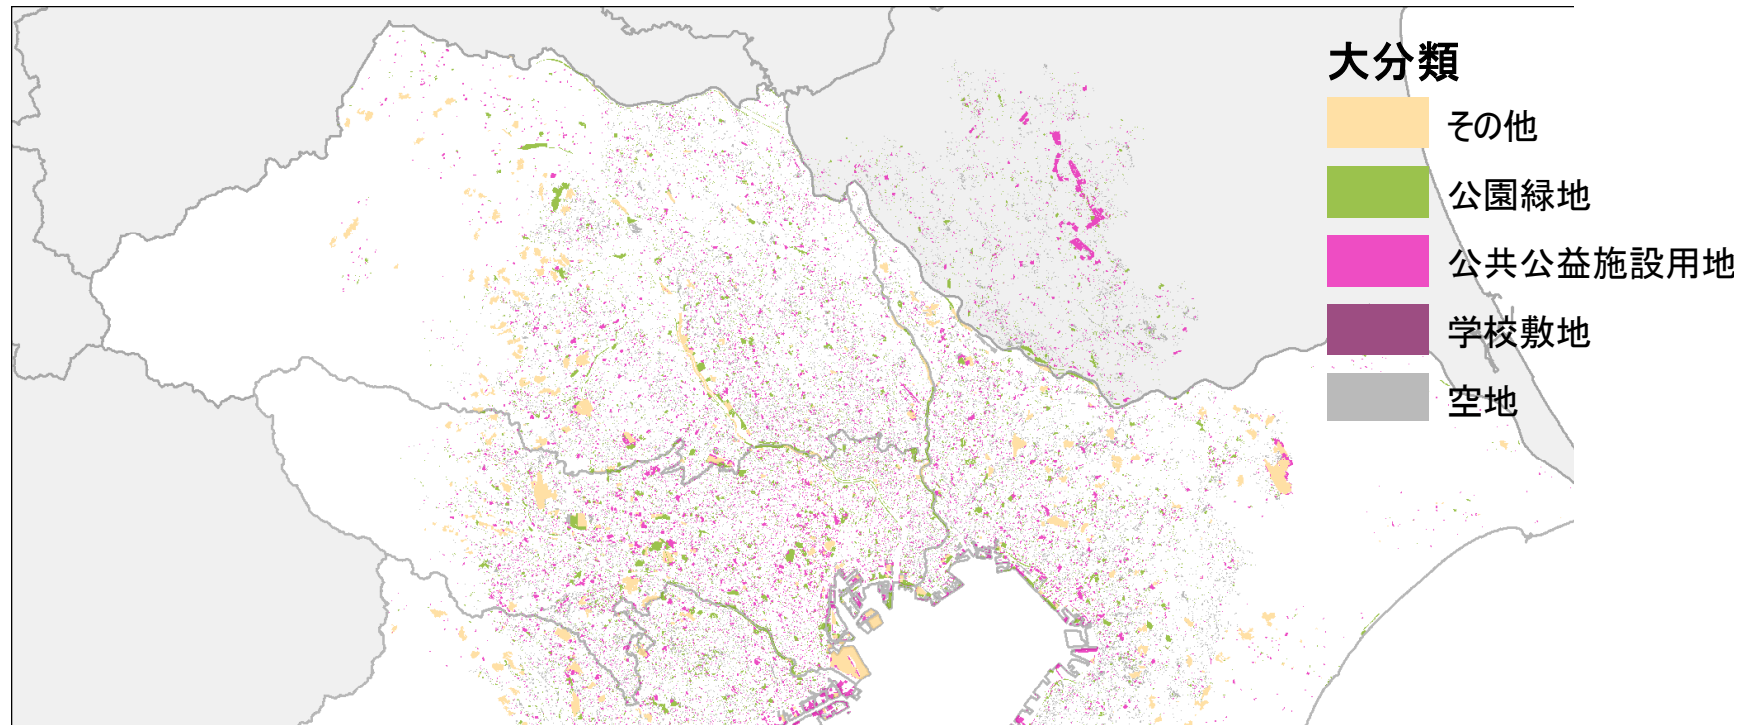 大分類
その他
公園緑地
公共公益施設用地
学校敷地
空地